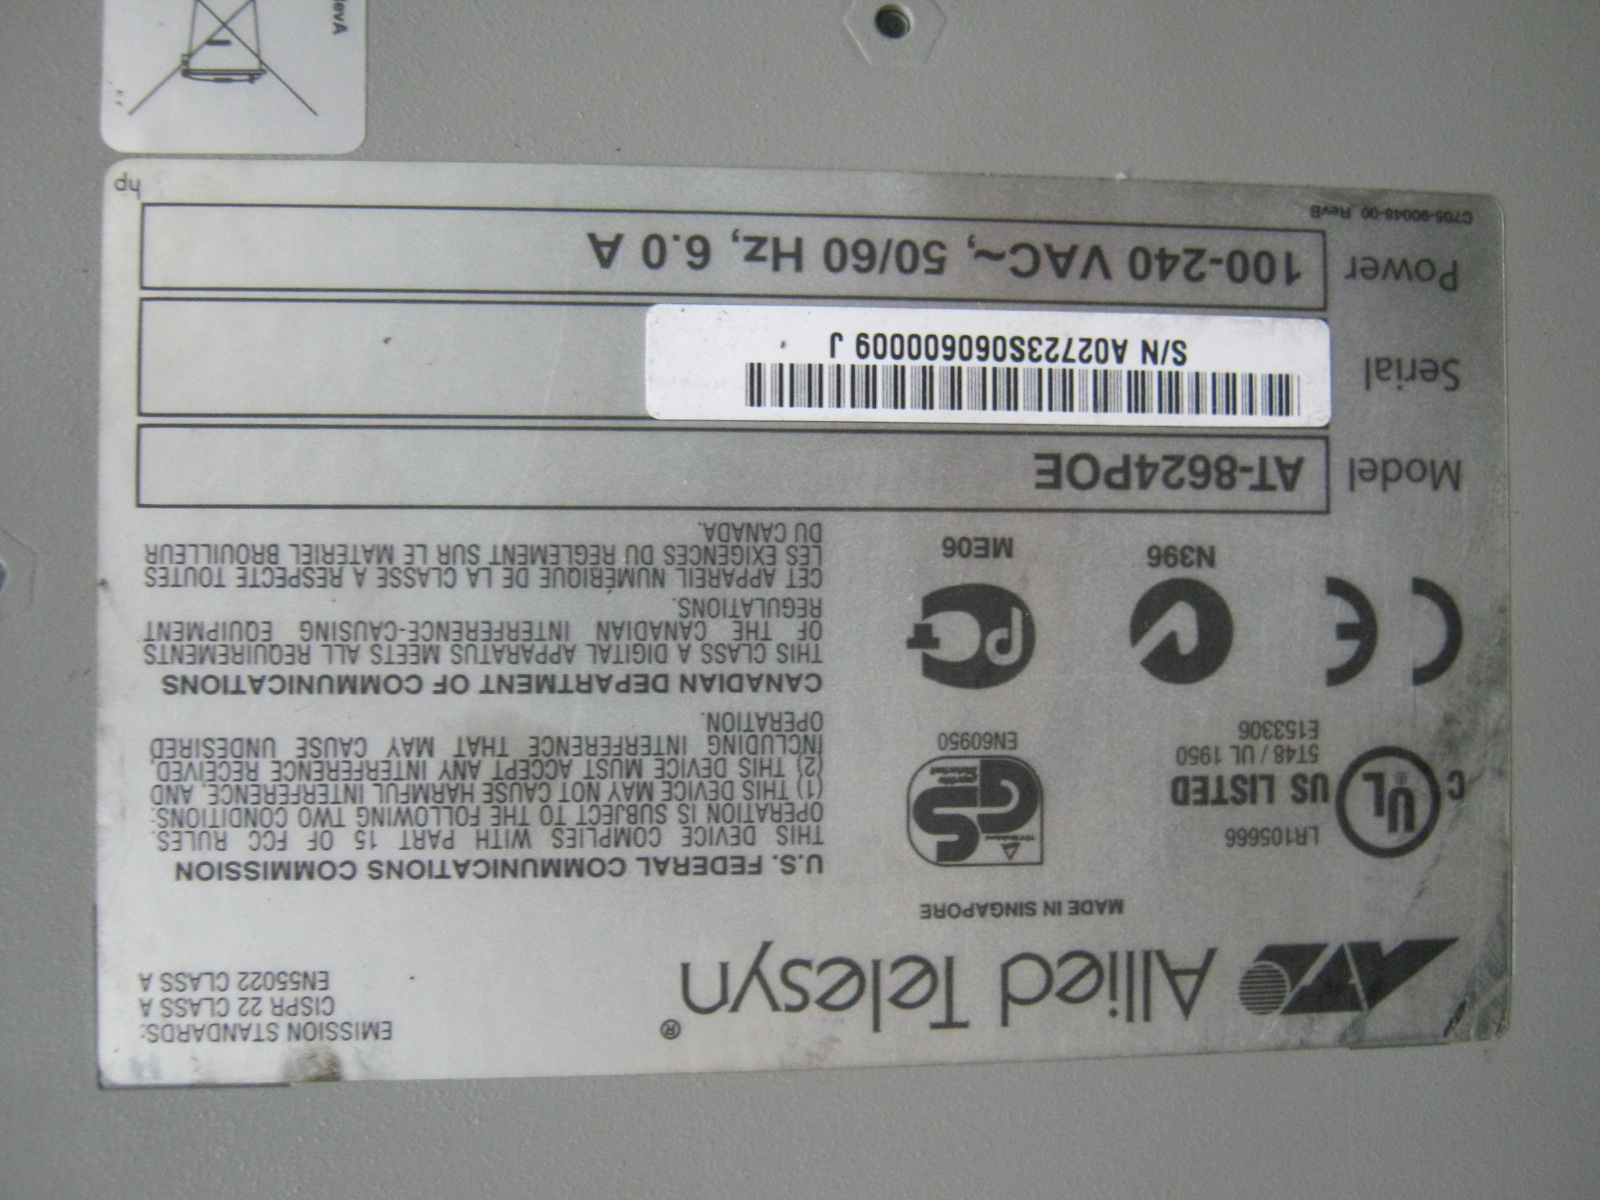 Allied Telesyn®
EMISSION STANDARDS:
CISPR 22 CLASS A
EN55022 CLASS A
MADE IN SINGAPORE
LR105666
C UL® US LISTED
5T48 / UL 1950
E153306
GS
EN60950
CE
N396
PCT
ME06
U.S. FEDERAL COMMUNICATIONS COMMISSION
THIS DEVICE COMPLIES WITH PART 15 OF FCC RULES.
OPERATION IS SUBJECT TO THE FOLLOWING TWO CONDITIONS:
(1) THIS DEVICE MAY NOT CAUSE HARMFUL INTERFERENCE, AND,
(2) THIS DEVICE MUST ACCEPT ANY INTERFERENCE RECEIVED,
INCLUDING INTERFERENCE THAT MAY CAUSE UNDESIRED
OPERATION.
CANADIAN DEPARTMENT OF COMMUNICATIONS
THIS CLASS A DIGITAL APPARATUS MEETS ALL REQUIREMENTS
OF THE CANADIAN INTERFERENCE-CAUSING EQUIPMENT
REGULATIONS.
CET APPAREIL NUMÉRIQUE DE LA CLASSE A RESPECTE TOUTES
LES EXIGENCES DU REGLEMENT SUR LE MATERIEL BROUILLEUR
DU CANADA.
Model AT-8624POE
Serial
S/N A02723S060600009 J
Power 100-240 VAC~, 50/60 Hz, 6.0 A
C705-90048-00_RevB
hp
RevA